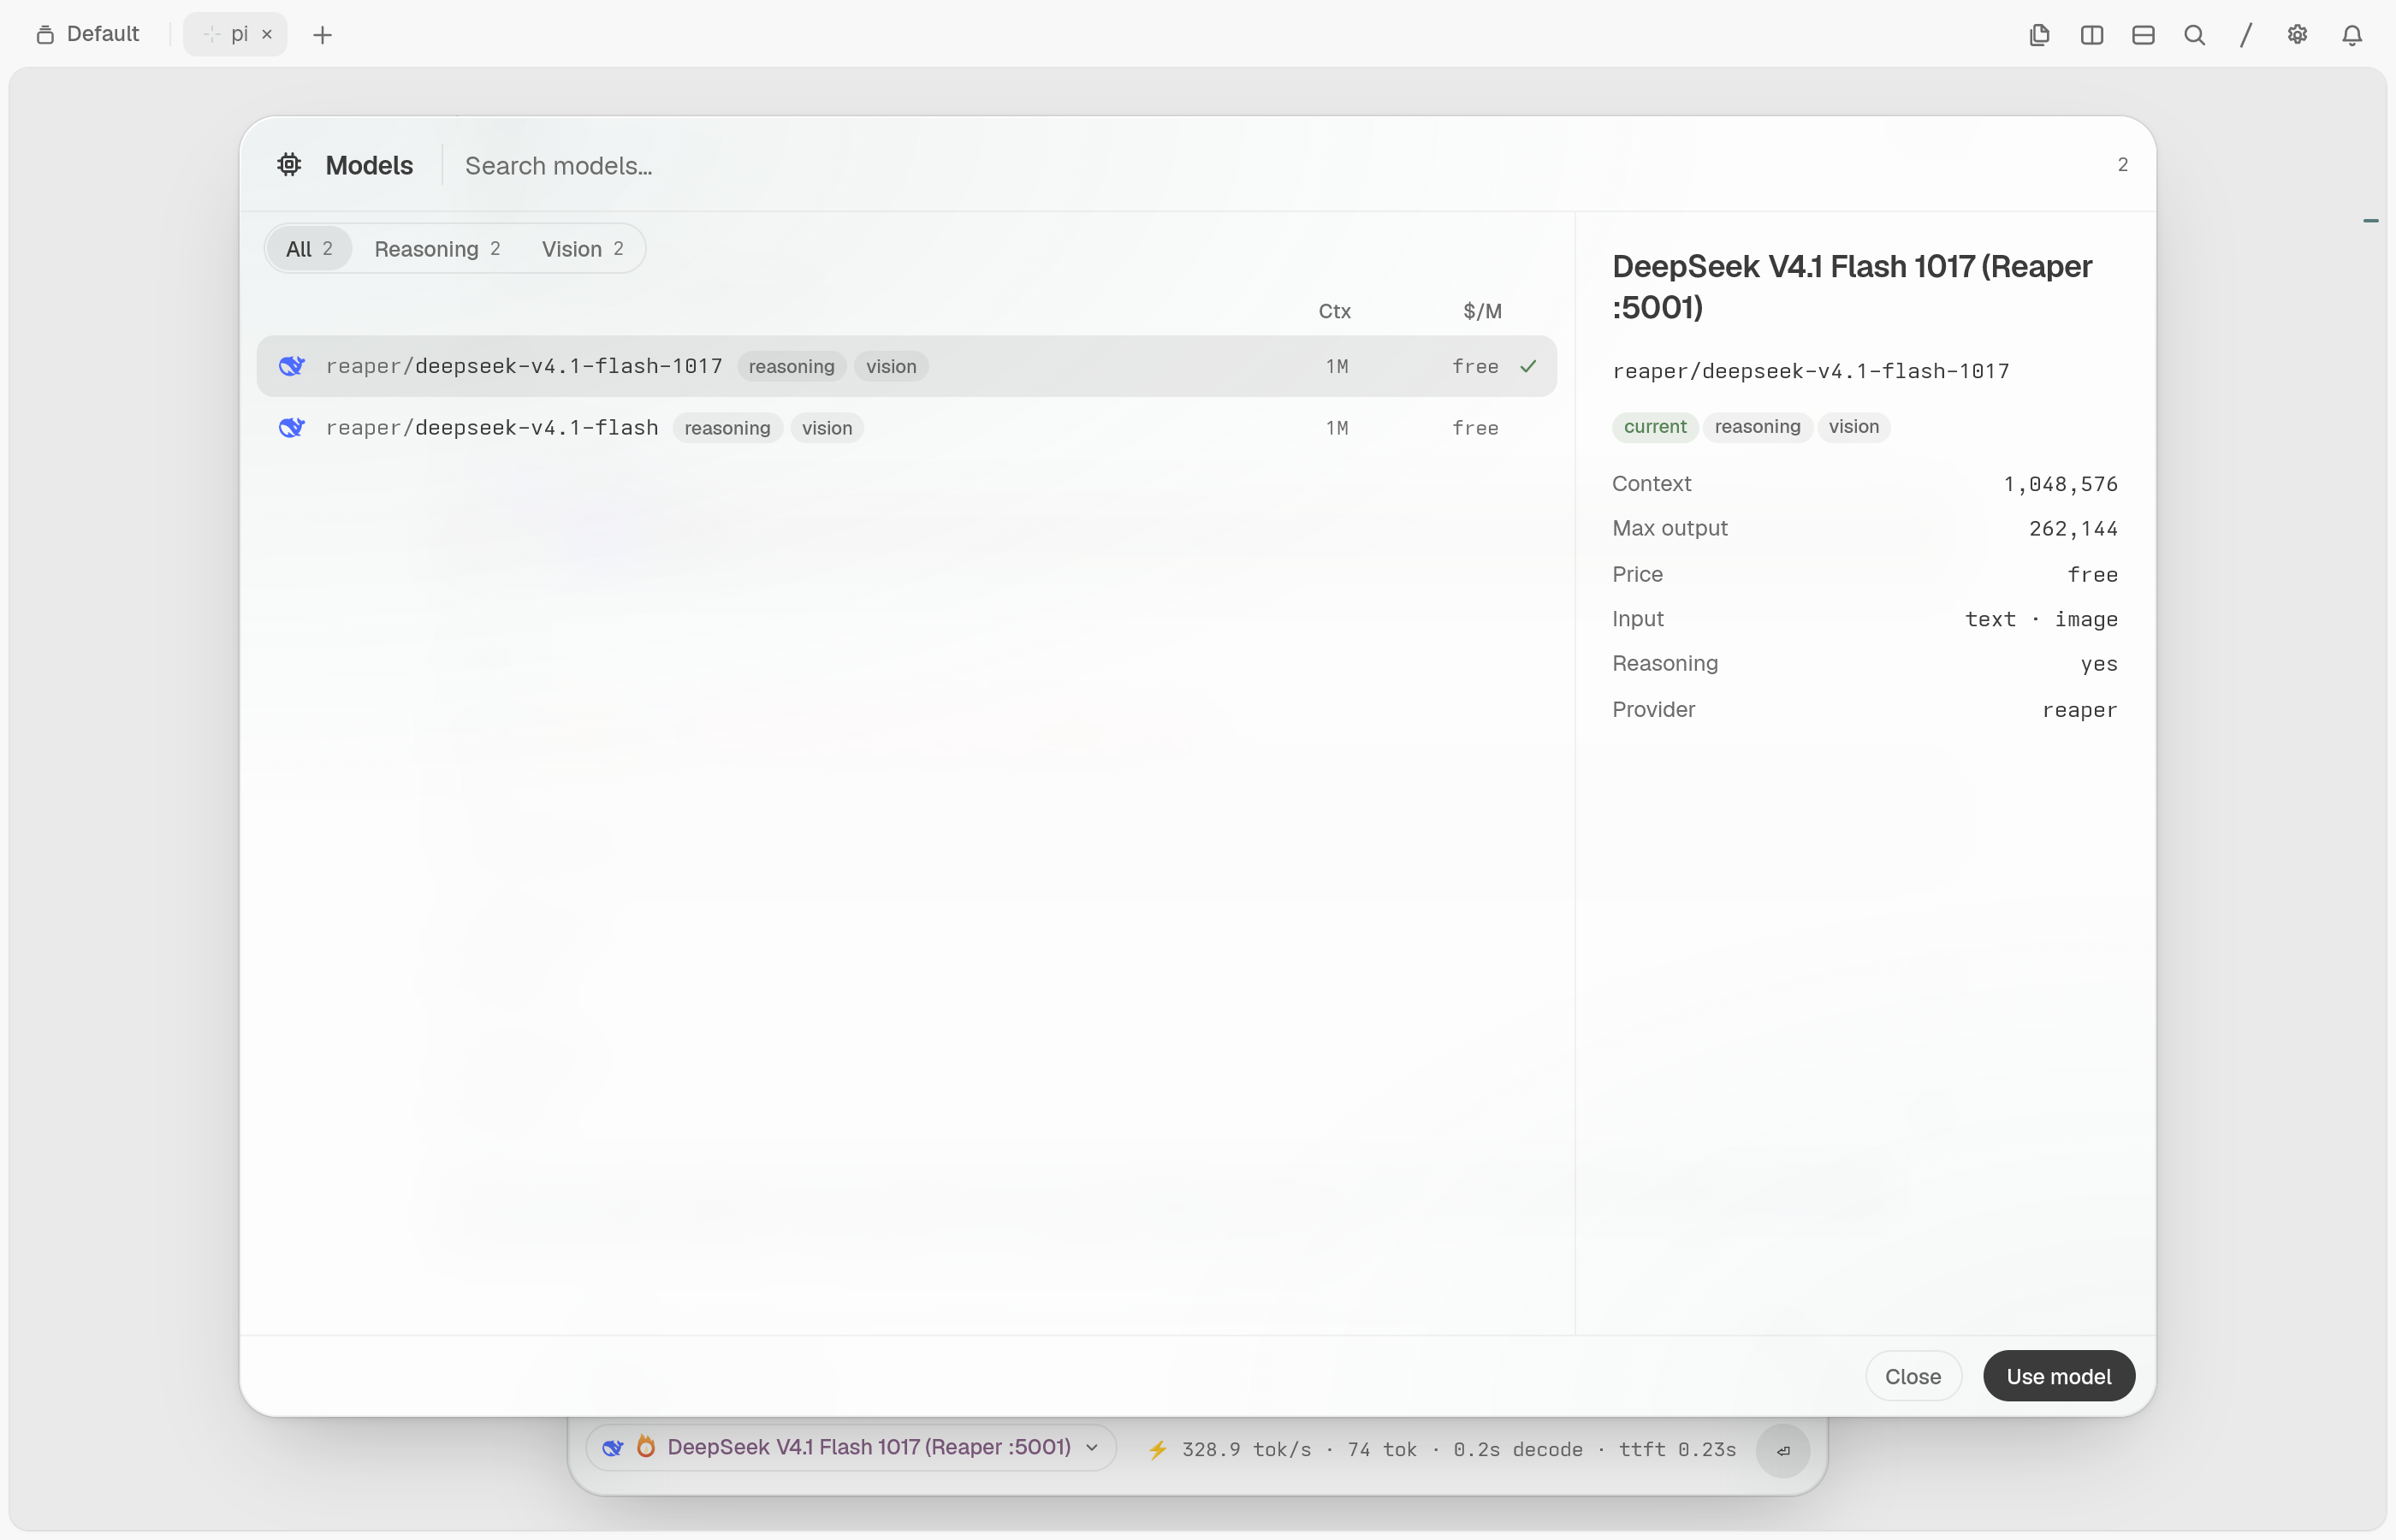 Default
pi
Models
Search models…
2
All 2 Reasoning 2 Vision 2
Ctx $/M
reaper/deepseek-v4.1-flash-1017 reasoning vision 1M free
reaper/deepseek-v4.1-flash reasoning vision 1M free
DeepSeek V4.1 Flash 1017 (Reaper
:5001)
reaper/deepseek-v4.1-flash-1017
current reasoning vision
Context 1,048,576
Max output 262,144
Price free
Input text · image
Reasoning yes
Provider reaper
Close Use model
DeepSeek V4.1 Flash 1017 (Reaper :5001) 328.9 tok/s · 74 tok · 0.2s decode · ttft 0.23s